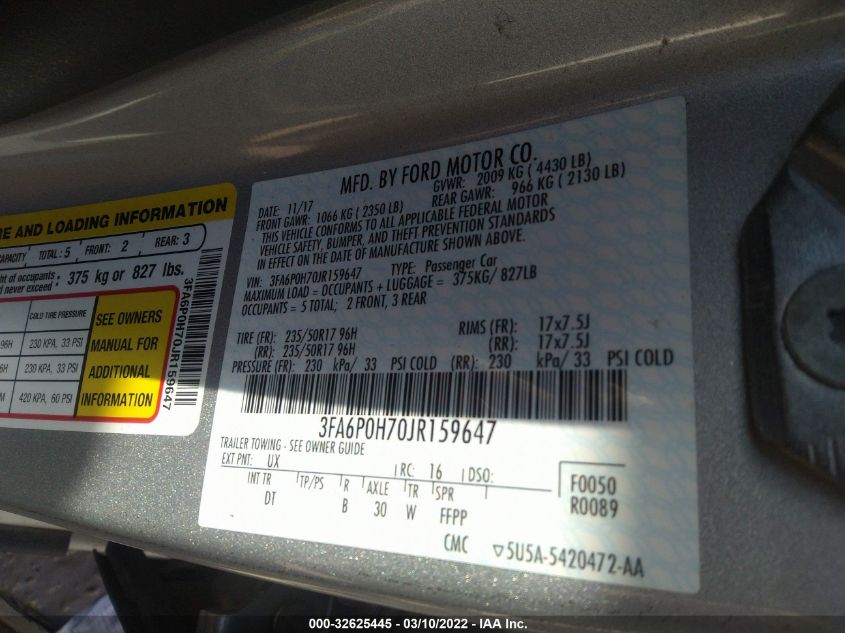 RE AND LOADING INFORMATION
CAPACITY TOTAL: 5 FRONT: 2 REAR: 3
ht of occupants
d never exceed : 375 kg or 827 lbs.
COLD TIRE PRESSURE
96H 230 KPA, 33 PSI
6H 230 KPA, 33 PSI
M 420 KPA, 60 PSI
SEE OWNERS
MANUAL FOR
ADDITIONAL
INFORMATION
3FA6P0H70JR159647
MFD. BY FORD MOTOR CO.
DATE: 11/17 GVWR: 2009 KG ( 4430 LB)
FRONT GAWR: 1066 KG ( 2350 LB) REAR GAWR: 966 KG ( 2130 LB)
THIS VEHICLE CONFORMS TO ALL APPLICABLE FEDERAL MOTOR
VEHICLE SAFETY, BUMPER, AND THEFT PREVENTION STANDARDS
IN EFFECT ON THE DATE OF MANUFACTURE SHOWN ABOVE.
VIN: 3FA6P0H70JR159647 TYPE: Passenger Car
MAXIMUM LOAD = OCCUPANTS + LUGGAGE = 375KG/ 827LB
OCCUPANTS = 5 TOTAL; 2 FRONT, 3 REAR
TIRE (FR): 235/50R17 96H RIMS (FR): 17x7.5J
(RR): 235/50R17 96H (RR): 17x7.5J
PRESSURE (FR): 230 kPa/ 33 PSI COLD (RR): 230 kPa/ 33 PSI COLD
3FA6P0H70JR159647
TRAILER TOWING - SEE OWNER GUIDE
EXT PNT: UX RC: 16 DSO:
INT TR TP/PS R AXLE TR SPR
DT B 30 W FFPP
F0050
R0089
CMC ▽5U5A-5420472-AA
000-32625445 - 03/10/2022 - IAA Inc.